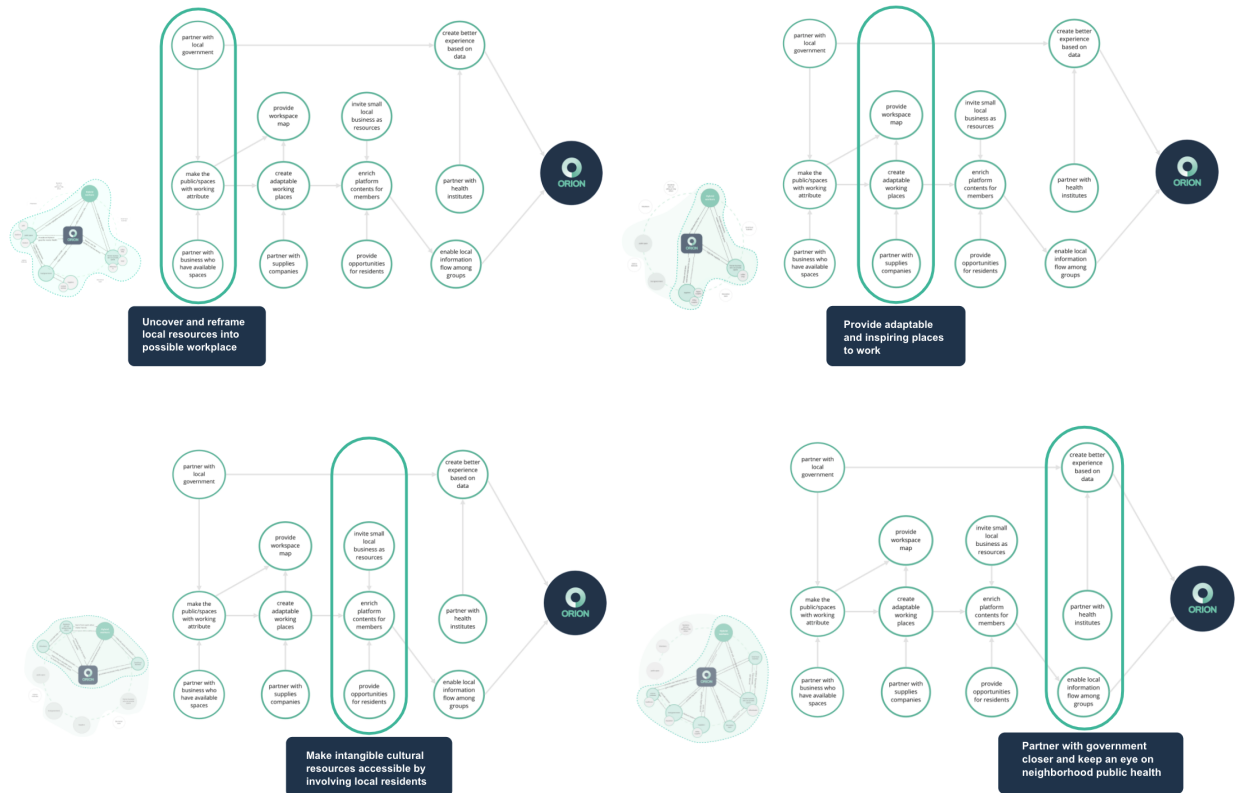 partner with
local
government
create better
experience
based on
data
provide
workspace
map
invite small
local
business as
resources
make the
public/spaces
with working
attribute
create
adaptable
working
places
enrich
platform
contents for
members
partner with
health
institutes
ORION
partner with
business who
have available
spaces
partner with
supplies
companies
provide
opportunities
for residents
enable local
information
flow among
groups
ORION
Uncover and reframe
local resources into
possible workplace
partner with
local
government
create better
experience
based on
data
provide
workspace
map
invite small
local
business as
resources
make the
public/spaces
with working
attribute
create
adaptable
working
places
enrich
platform
contents for
members
partner with
health
institutes
ORION
partner with
business who
have available
spaces
partner with
supplies
companies
provide
opportunities
for residents
enable local
information
flow among
groups
ORION
Provide adaptable
and inspiring places
to work
partner with
local
government
create better
experience
based on
data
provide
workspace
map
invite small
local
business as
resources
make the
public/spaces
with working
attribute
create
adaptable
working
places
enrich
platform
contents for
members
partner with
health
institutes
ORION
partner with
business who
have available
spaces
partner with
supplies
companies
provide
opportunities
for residents
enable local
information
flow among
groups
ORION
Make intangible cultural
resources accessible by
involving local residents
partner with
local
government
create better
experience
based on
data
provide
workspace
map
invite small
local
business as
resources
make the
public/spaces
with working
attribute
create
adaptable
working
places
enrich
platform
contents for
members
partner with
health
institutes
ORION
partner with
business who
have available
spaces
partner with
supplies
companies
provide
opportunities
for residents
enable local
information
flow among
groups
ORION
Partner with government
closer and keep an eye on
neighborhood public health